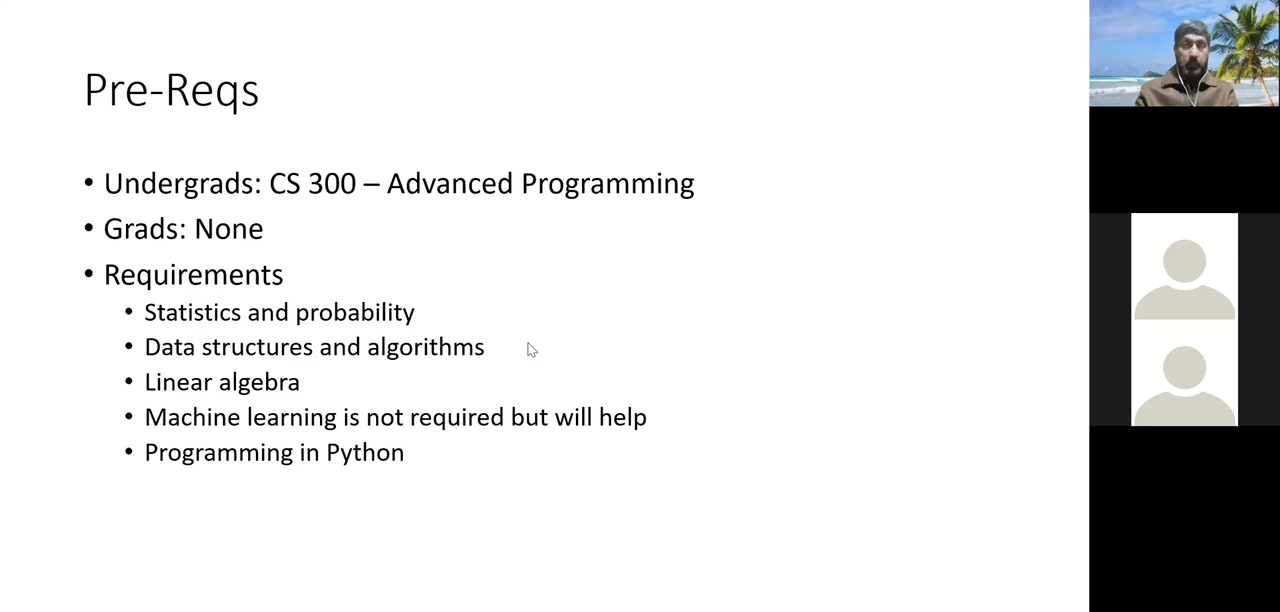 Pre-Reqs
• Undergrads: CS 300 – Advanced Programming
• Grads: None
• Requirements
• Statistics and probability
• Data structures and algorithms
• Linear algebra
• Machine learning is not required but will help
• Programming in Python